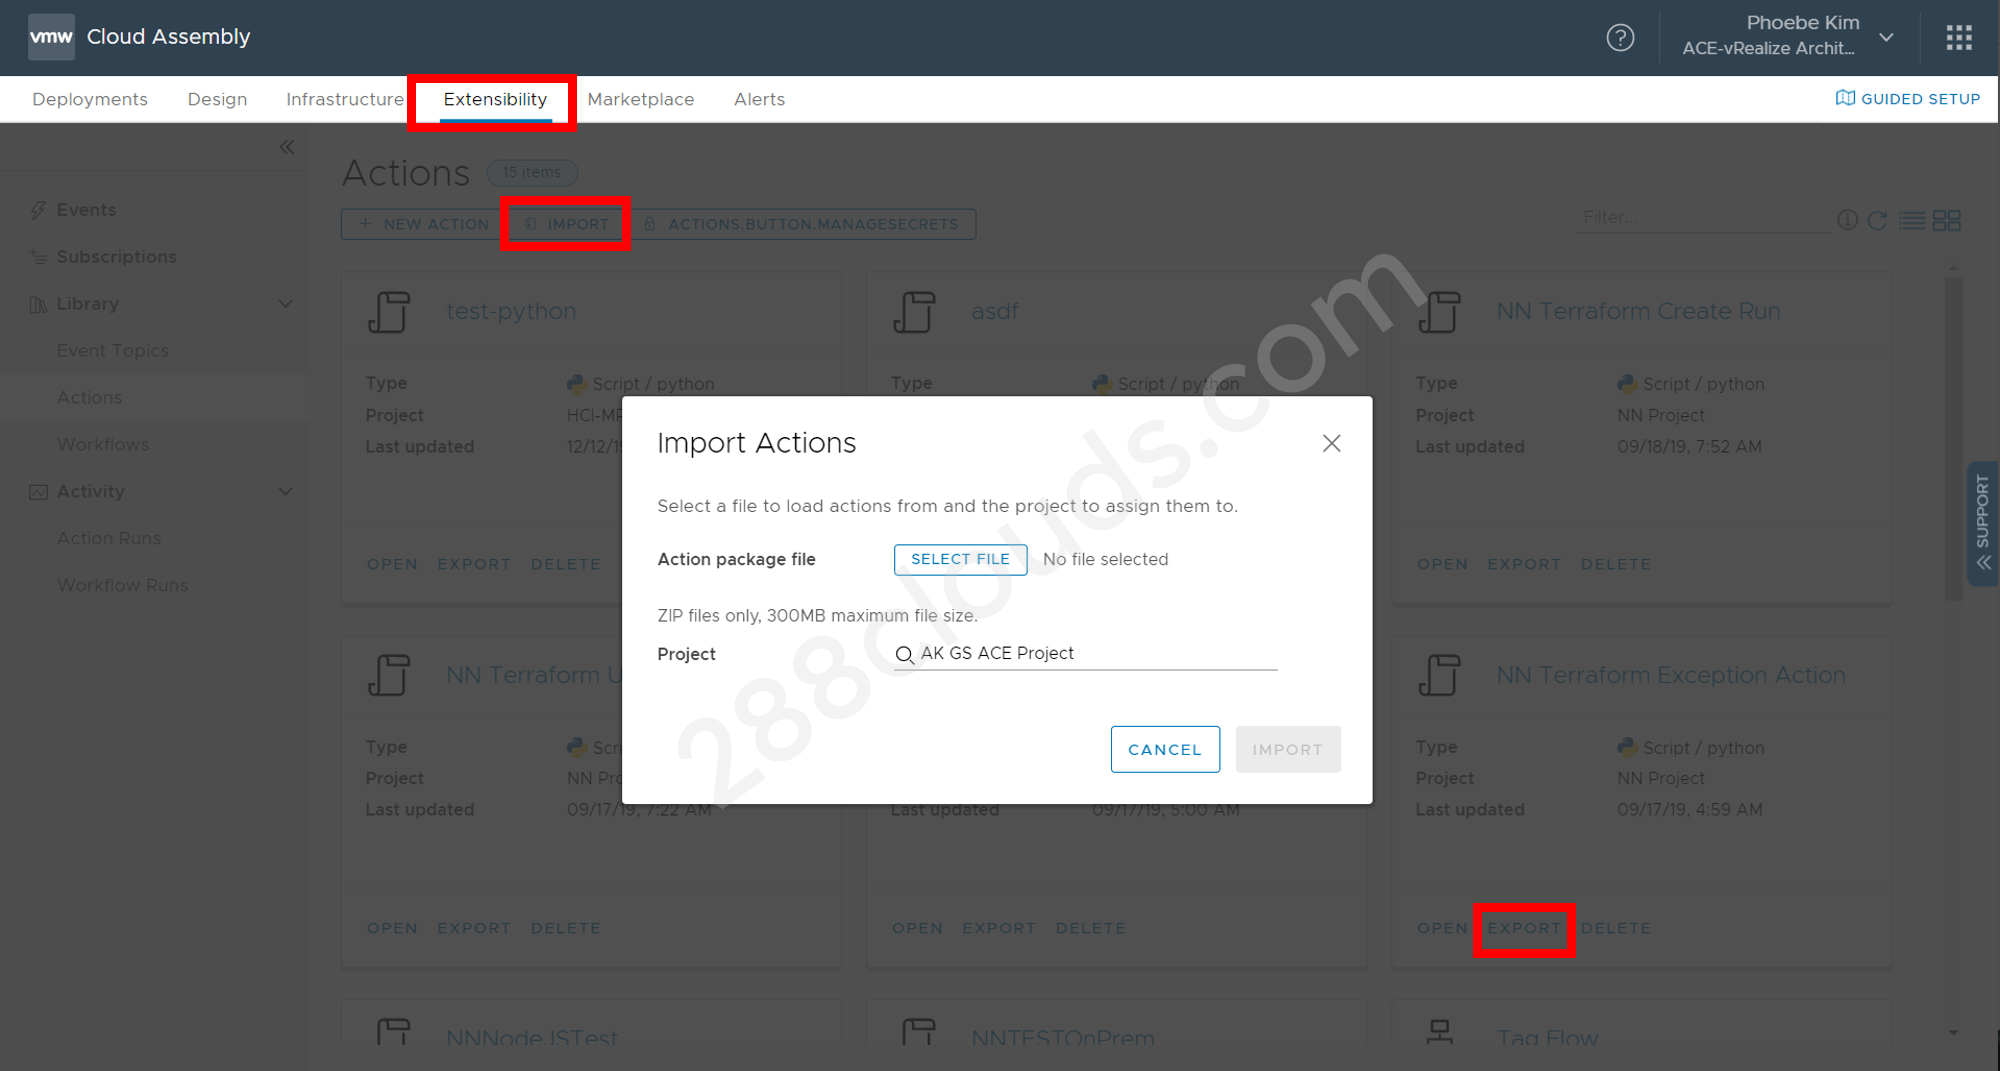 vmw Cloud Assembly
Phoebe Kim
ACE-vRealize Archit...
Deployments Design Infrastructure Extensibility Marketplace Alerts
GUIDED SETUP
Events
Subscriptions
Library
Event Topics
Actions
Workflows
Activity
Action Runs
Workflow Runs
Actions 15 items
NEW ACTION IMPORT ACTIONS.BUTTON.MANAGESECRETS
Filter...
test-python
Type Script / python
Project HCI-MF
Last updated 12/12/1
OPEN EXPORT DELETE
asdf
Type Script / python
NN Terraform Create Run
Type Script / python
Project NN Project
Last updated 09/18/19, 7:52 AM
OPEN EXPORT DELETE
Import Actions
Select a file to load actions from and the project to assign them to.
Action package file SELECT FILE No file selected
ZIP files only, 300MB maximum file size.
Project AK GS ACE Project
CANCEL IMPORT
NN Terraform U
Type Scri
Project NN Pro
Last updated 09/17/19, 7:22 AM
OPEN EXPORT DELETE
Last updated 09/17/19, 5:00 AM
OPEN EXPORT DELETE
NN Terraform Exception Action
Type Script / python
Project NN Project
Last updated 09/17/19, 4:59 AM
OPEN EXPORT DELETE
NNNodeJSTest
NNTESTOnPrem
Tag Flow
SUPPORT
288clouds.com